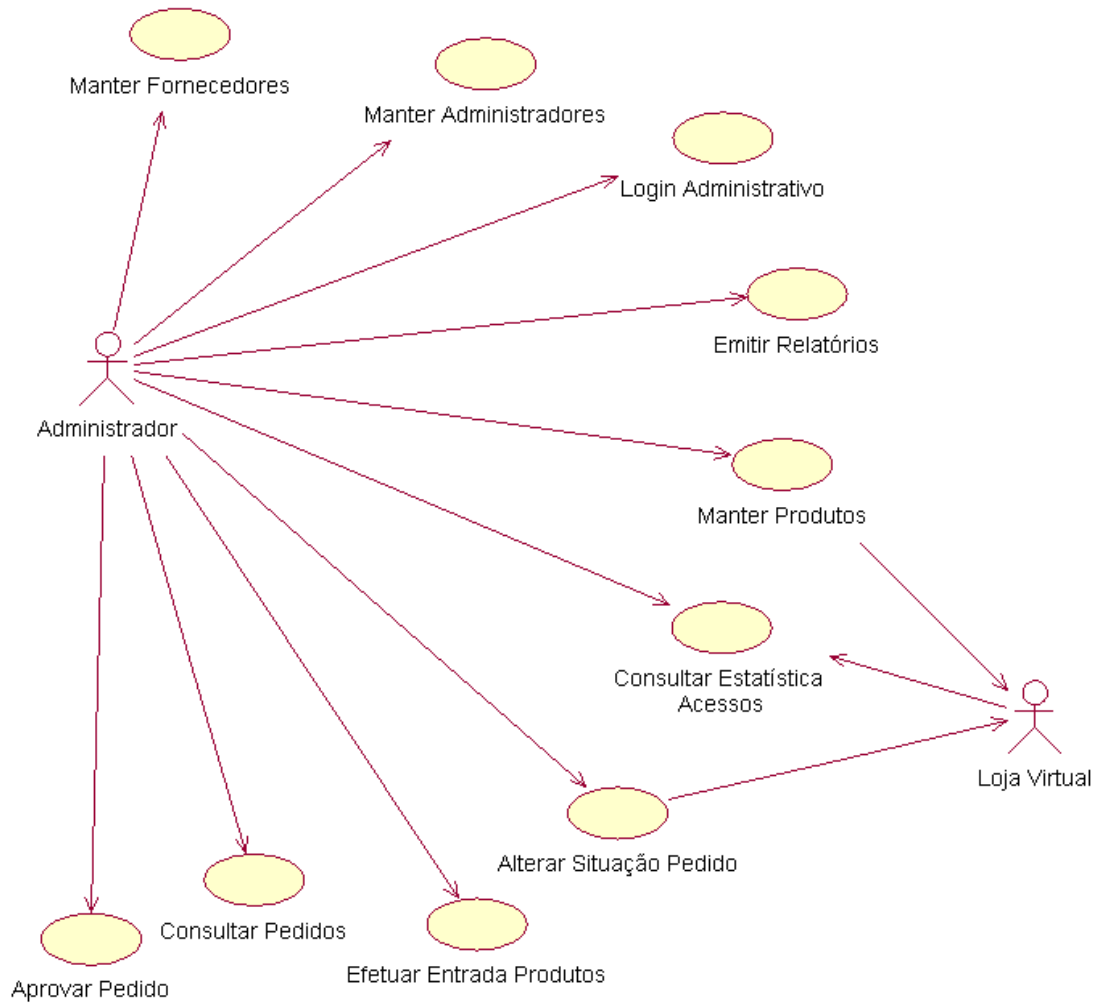 Manter Fornecedores
Manter Administradores
Login Administrativo
Emitir Relatórios
Administrador
Manter Produtos
Consultar Estatística
Acessos
Loja Virtual
Alterar Situação Pedido
Consultar Pedidos
Efetuar Entrada Produtos
Aprovar Pedido